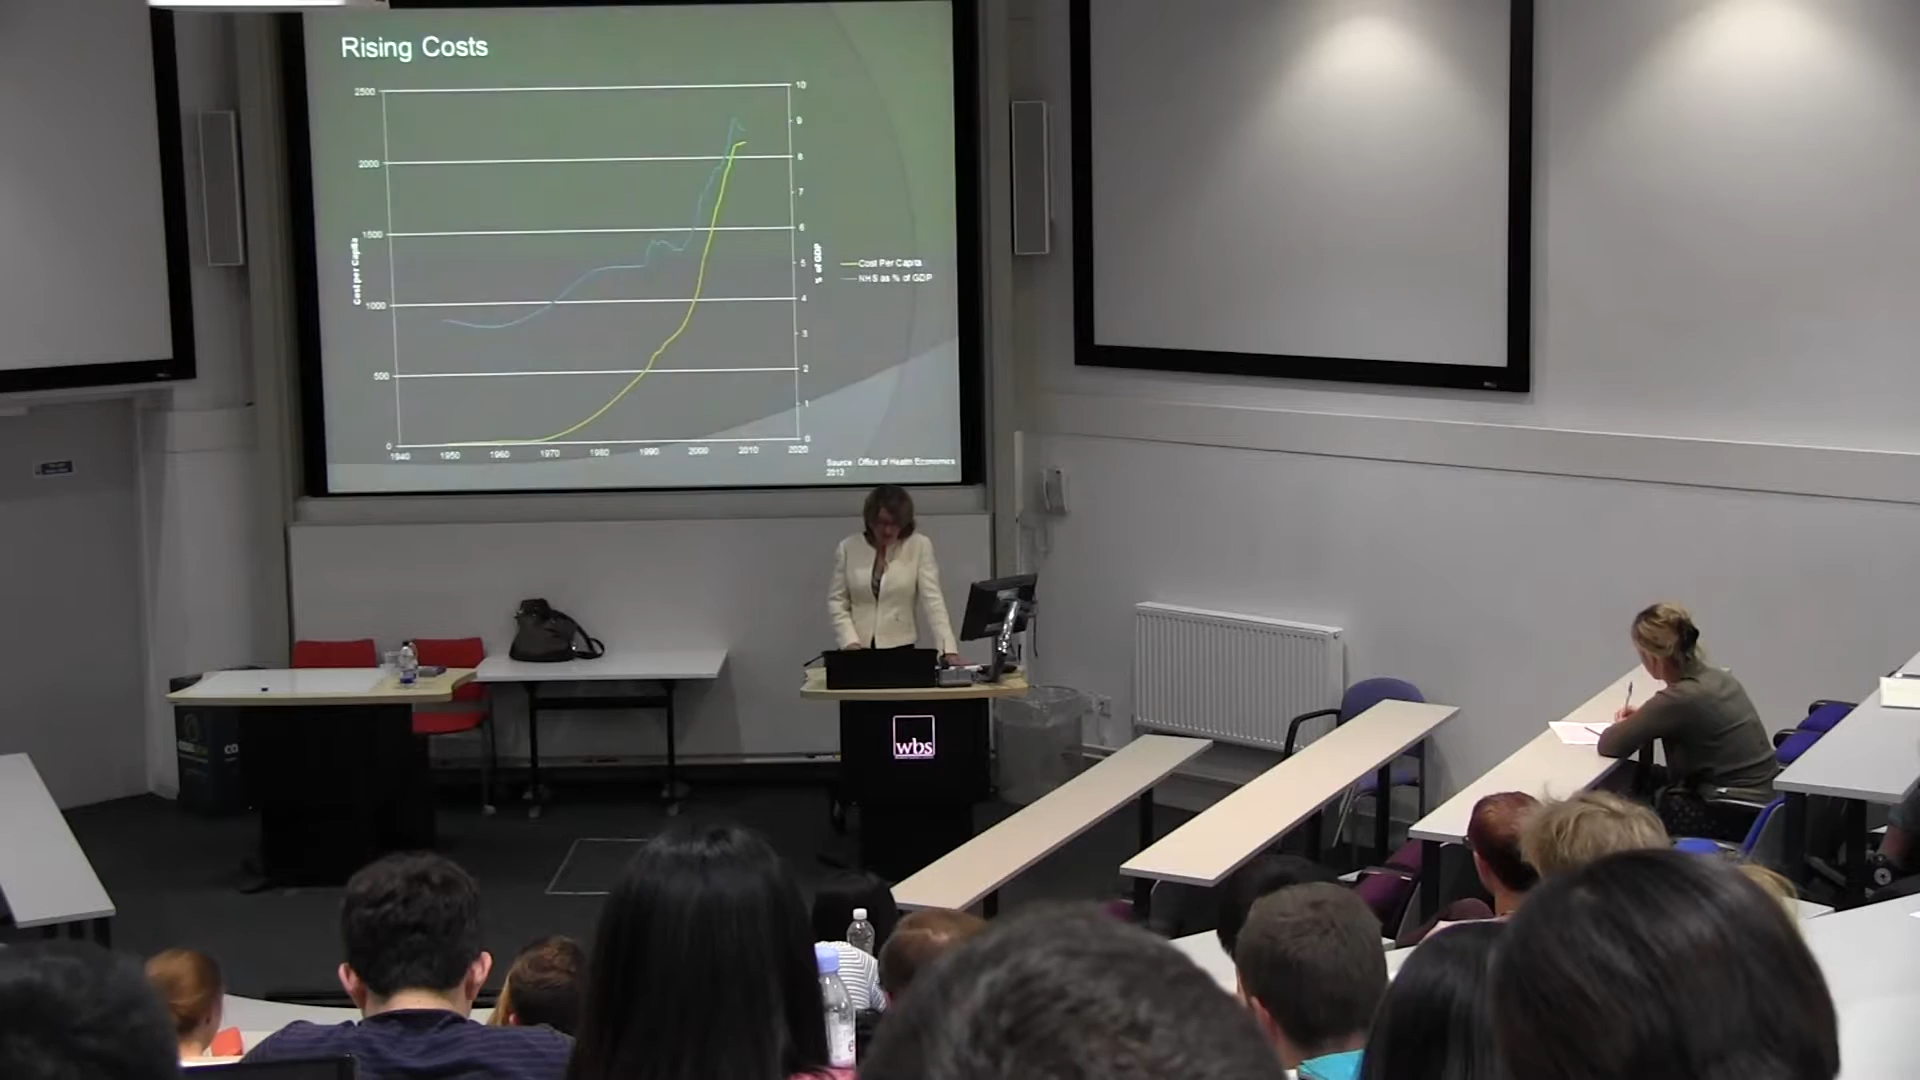 Rising Costs
2500
2000
1500
1000
500
0
10
9
8
7
6
5
4
3
2
1
0
1940 1950 1960 1970 1980 1990 2000 2010 2020
Cost per Capita
% of GDP
Cost Per Capita
NHS as % of GDP
Source: Office of Health Economics
2013
wbs